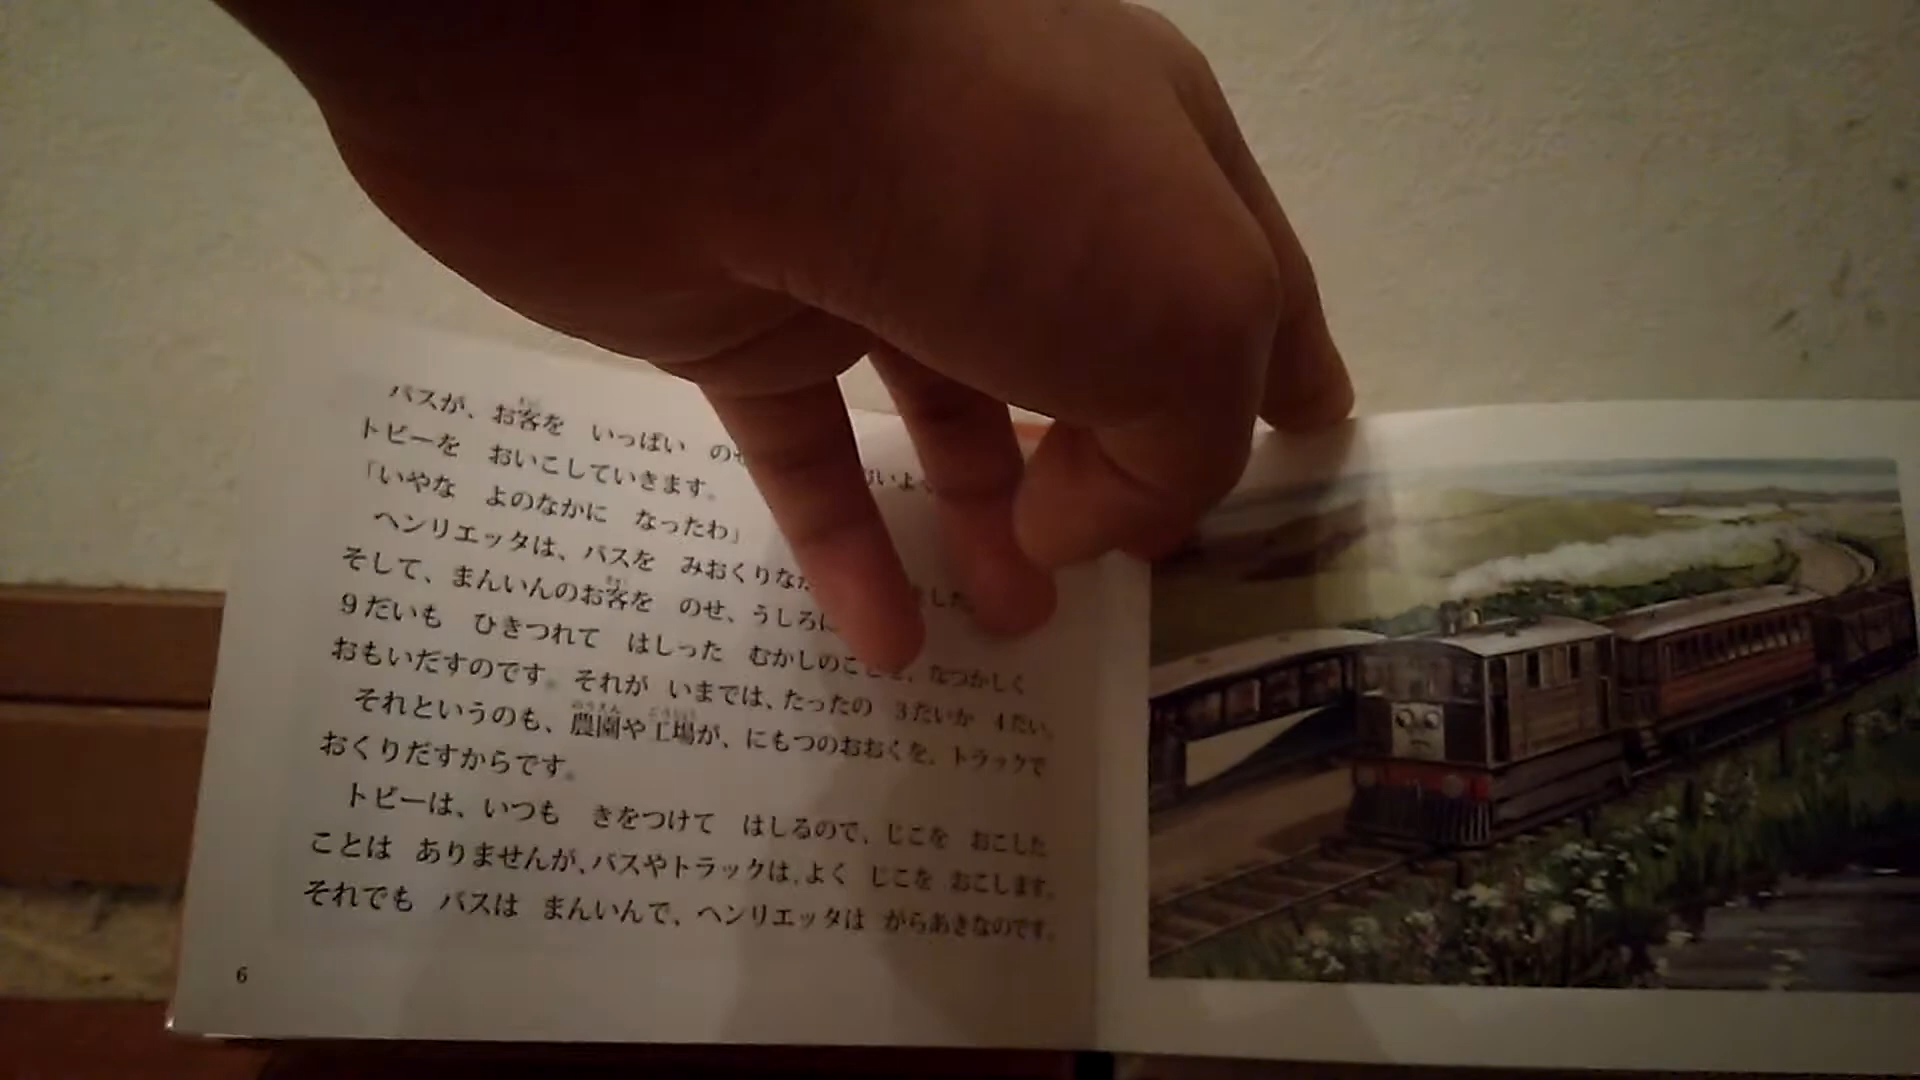 バスが、お客を いっぱい のせ
トビーを おいこしていきます。
「いやな よのなかに なったわ」
ヘンリエッタは、バスを みおくりな した。
そして、まんいんのお客を のせ、うしろに
９だいも ひきつれて はしった むかしのこ なつかしく
おもいだすのです。それが いまでは、たったの ３だいか ４だい。
それというのも、農園や工場が、にもつのおおくを、トラックで
おくりだすからです。
トビーは、いつも きをつけて はしるので、じこを おこした
ことは ありませんが、バスやトラックは、よく じこを おこします。
それでも バスは まんいんで、ヘンリエッタは がらあきなのです。
6